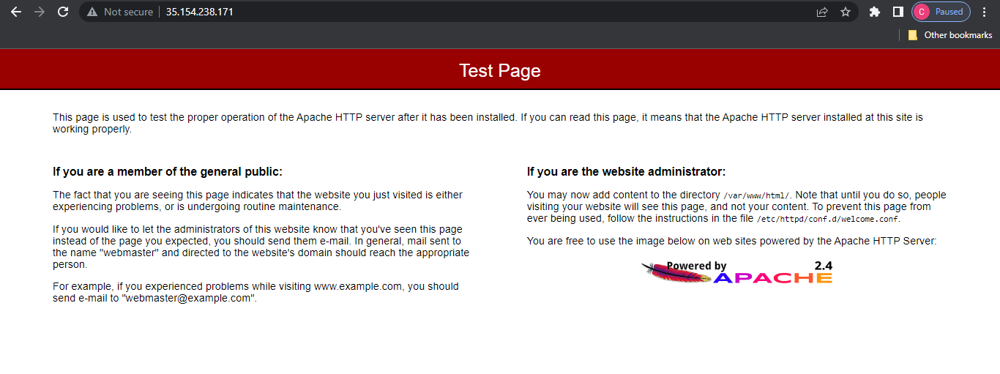 Not secure 35.154.238.171
C Paused
Other bookmarks
Test Page
This page is used to test the proper operation of the Apache HTTP server after it has been installed. If you can read this page, it means that the Apache HTTP server installed at this site is
working properly.
If you are a member of the general public:
The fact that you are seeing this page indicates that the website you just visited is either
experiencing problems, or is undergoing routine maintenance.
If you would like to let the administrators of this website know that you've seen this page
instead of the page you expected, you should send them e-mail. In general, mail sent to
the name "webmaster" and directed to the website's domain should reach the appropriate
person.
For example, if you experienced problems while visiting www.example.com, you should
send e-mail to "webmaster@example.com".
If you are the website administrator:
You may now add content to the directory /var/www/html/. Note that until you do so, people
visiting your website will see this page, and not your content. To prevent this page from
ever being used, follow the instructions in the file /etc/httpd/conf.d/welcome.conf.
You are free to use the image below on web sites powered by the Apache HTTP Server:
Powered by 2.4
APACHE